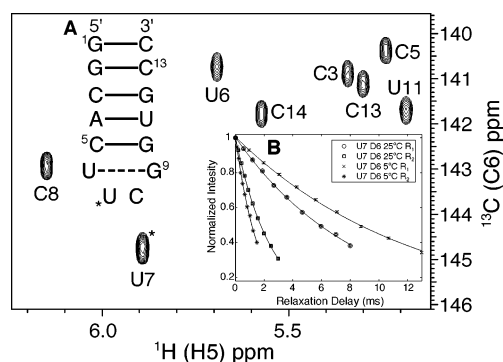 A
5' 3'
¹G C
G C¹³
C G
A U
⁵C G
U G⁹
*U C
C8
U7*
U6
C14
C3
C13
C5
U11
B
U7 D6 25°C R₁
U7 D6 25°C R₂
U7 D6 5°C R₁
U7 D6 5°C R₂
Normalized Intesity
1
0.8
0.6
0.4
0.2
0 2 4 6 8 10 12
Relaxation Delay (ms)
140
141
142
143
144
145
146
¹³C (C6) ppm
6.0 5.5
¹H (H5) ppm